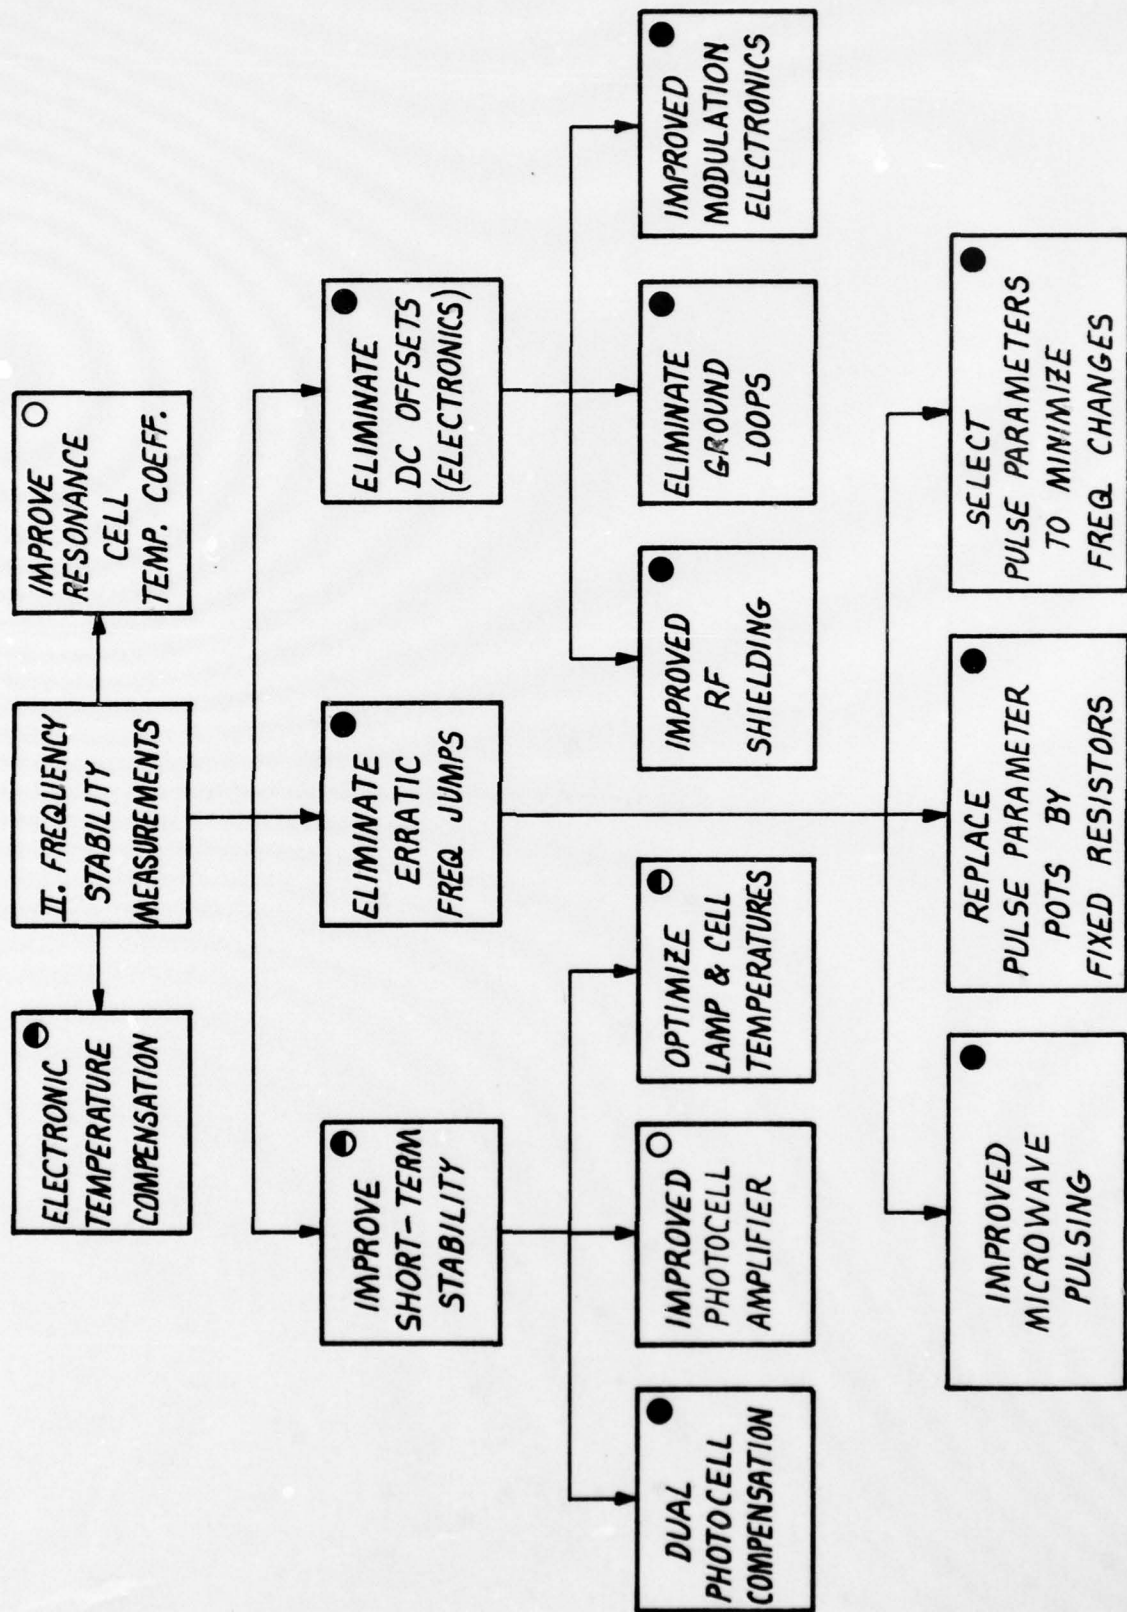 ELECTRONIC
TEMPERATURE
COMPENSATION
II. FREQUENCY
STABILITY
MEASUREMENTS
IMPROVE
RESONANCE
CELL
TEMP. COEFF.
IMPROVE
SHORT-TERM
STABILITY
ELIMINATE
ERRATIC
FREQ JUMPS
ELIMINATE
DC OFFSETS
(ELECTRONICS)
DUAL
PHOTOCELL
COMPENSATION
IMPROVED
PHOTOCELL
AMPLIFIER
OPTIMIZE
LAMP & CELL
TEMPERATURES
IMPROVED
RF
SHIELDING
ELIMINATE
GROUND
LOOPS
IMPROVED
MODULATION
ELECTRONICS
IMPROVED
MICROWAVE
PULSING
REPLACE
PULSE PARAMETER
POTS BY
FIXED RESISTORS
SELECT
PULSE PARAMETERS
TO MINIMIZE
FREQ CHANGES